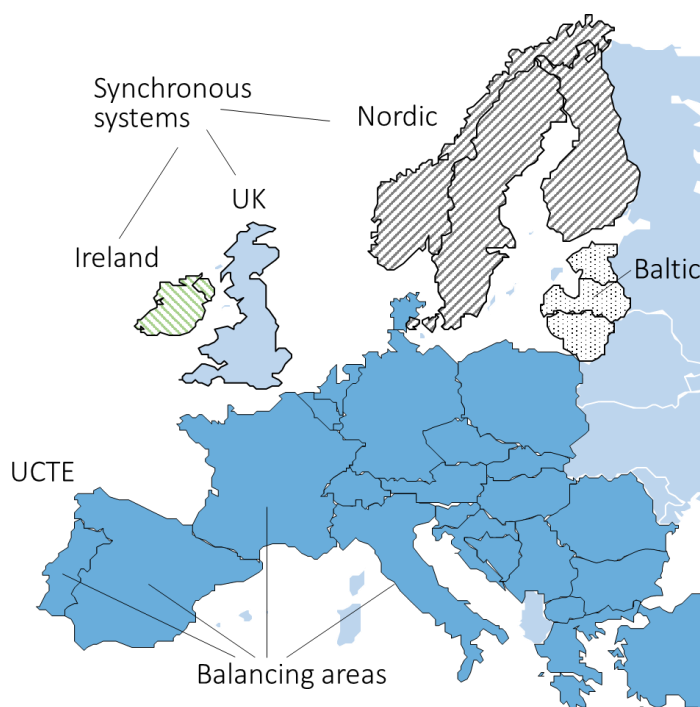 Synchronous
systems
Nordic
UK
Ireland
Baltic
UCTE
Balancing areas